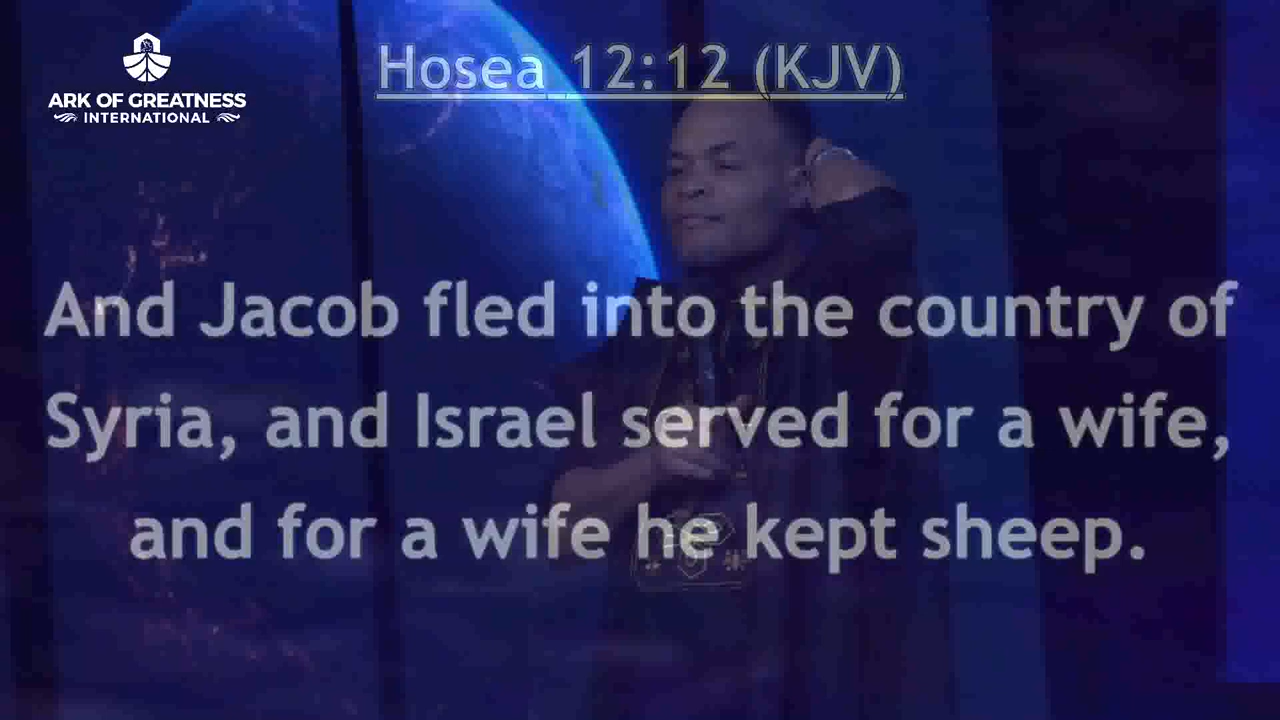 ARK OF GREATNESS
INTERNATIONAL
Hosea 12:12 (KJV)
And Jacob fled into the country of
Syria, and Israel served for a wife,
and for a wife he kept sheep.